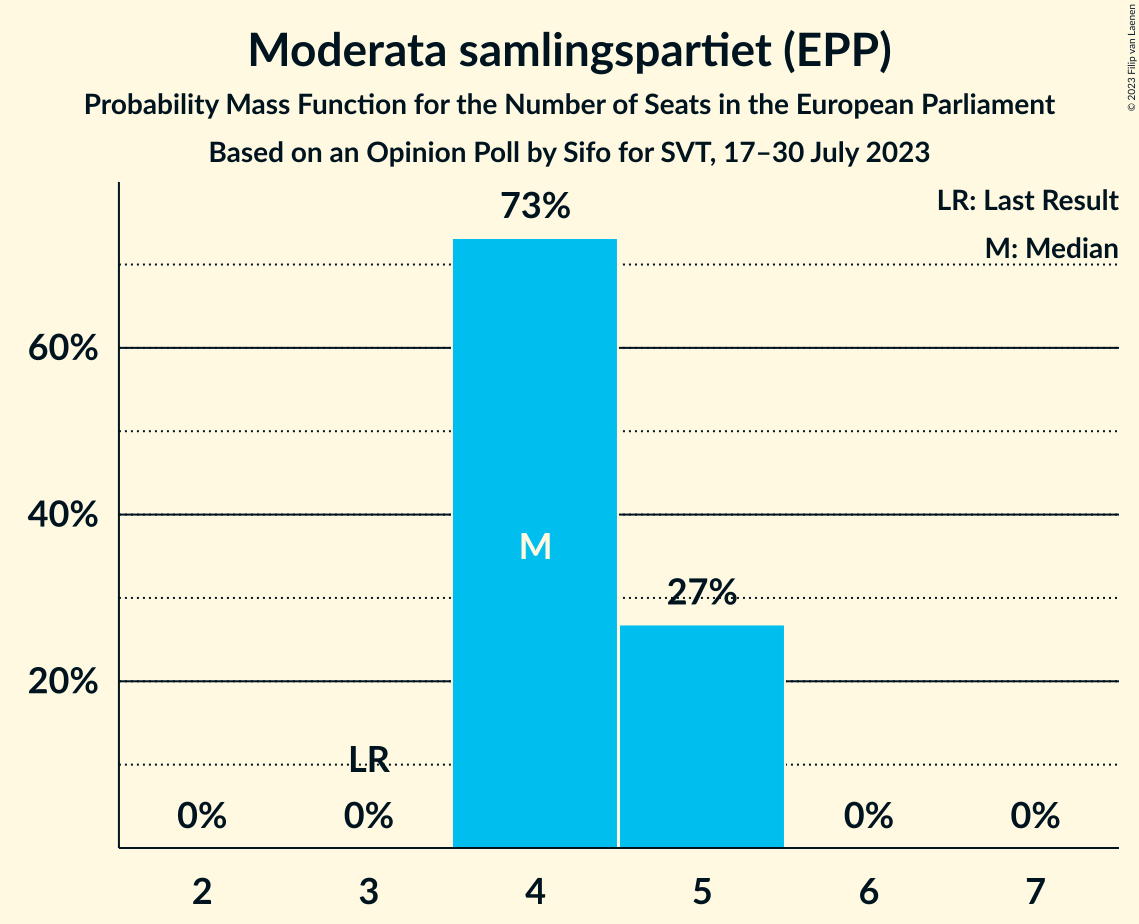 Moderata samlingspartiet (EPP)
Probability Mass Function for the Number of Seats in the European Parliament
Based on an Opinion Poll by Sifo for SVT, 17–30 July 2023
© 2023 Filip van Laenen
LR: Last Result
M: Median
73%
60%
40%
M
27%
20%
LR
0%
0%
0%
0%
2
3
4
5
6
7